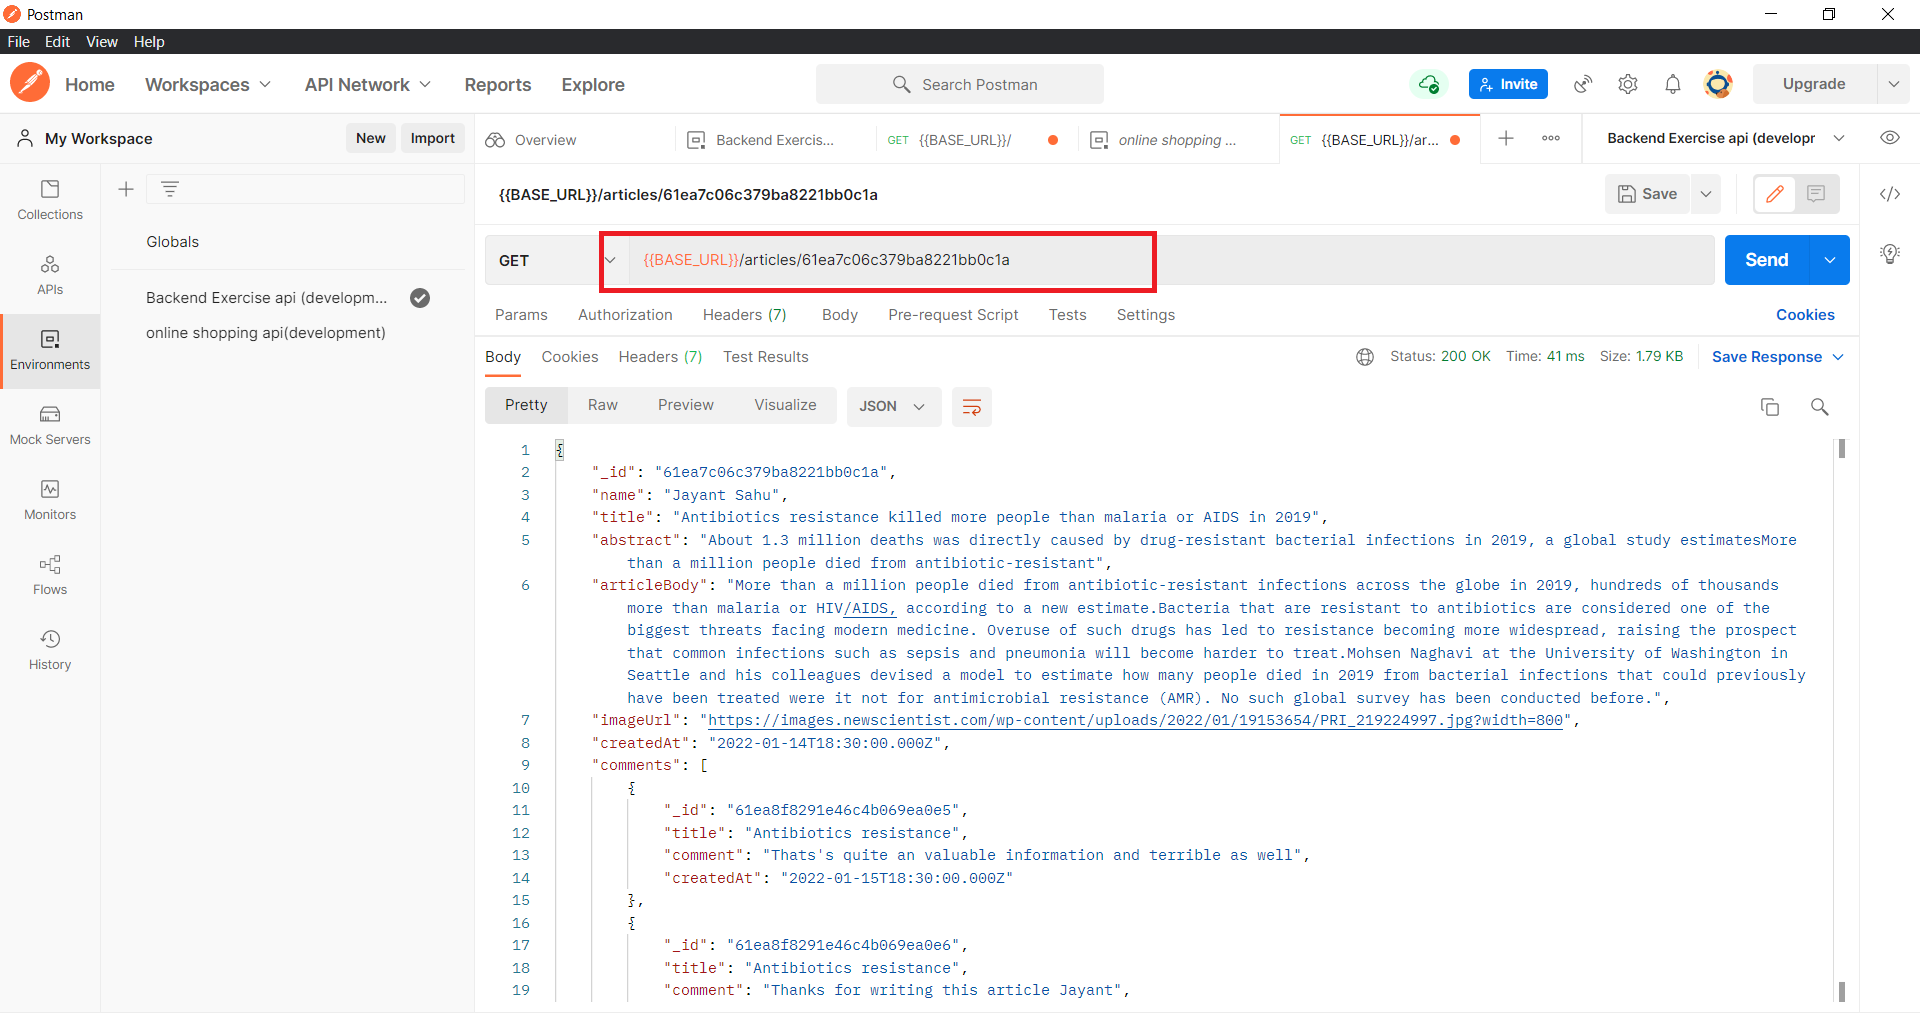 Postman
File Edit View Help
Home Workspaces API Network Reports Explore Search Postman Invite Upgrade
My Workspace New Import Overview Backend Exercis... GET {{BASE_URL}}/ online shopping ... GET {{BASE_URL}}/ar... Backend Exercise api (developr
Collections
APIs
Environments
Mock Servers
Monitors
Flows
History
Globals
Backend Exercise api (developm...
online shopping api(development)
{{BASE_URL}}/articles/61ea7c06c379ba8221bb0c1a Save
GET {{BASE_URL}}/articles/61ea7c06c379ba8221bb0c1a Send
Params Authorization Headers (7) Body Pre-request Script Tests Settings Cookies
Body Cookies Headers (7) Test Results Status: 200 OK Time: 41 ms Size: 1.79 KB Save Response
Pretty Raw Preview Visualize JSON
1 {
2 "_id": "61ea7c06c379ba8221bb0c1a",
3 "name": "Jayant Sahu",
4 "title": "Antibiotics resistance killed more people than malaria or AIDS in 2019",
5 "abstract": "About 1.3 million deaths was directly caused by drug-resistant bacterial infections in 2019, a global study estimatesMore
than a million people died from antibiotic-resistant",
6 "articleBody": "More than a million people died from antibiotic-resistant infections across the globe in 2019, hundreds of thousands
more than malaria or HIV/AIDS, according to a new estimate.Bacteria that are resistant to antibiotics are considered one of the
biggest threats facing modern medicine. Overuse of such drugs has led to resistance becoming more widespread, raising the prospect
that common infections such as sepsis and pneumonia will become harder to treat.Mohsen Naghavi at the University of Washington in
Seattle and his colleagues devised a model to estimate how many people died in 2019 from bacterial infections that could previously
have been treated were it not for antimicrobial resistance (AMR). No such global survey has been conducted before.",
7 "imageUrl": "https://images.newscientist.com/wp-content/uploads/2022/01/19153654/PRI_219224997.jpg?width=800",
8 "createdAt": "2022-01-14T18:30:00.000Z",
9 "comments": [
10 {
11 "_id": "61ea8f8291e46c4b069ea0e5",
12 "title": "Antibiotics resistance",
13 "comment": "Thats's quite an valuable information and terrible as well",
14 "createdAt": "2022-01-15T18:30:00.000Z"
15 },
16 {
17 "_id": "61ea8f8291e46c4b069ea0e6",
18 "title": "Antibiotics resistance",
19 "comment": "Thanks for writing this article Jayant",